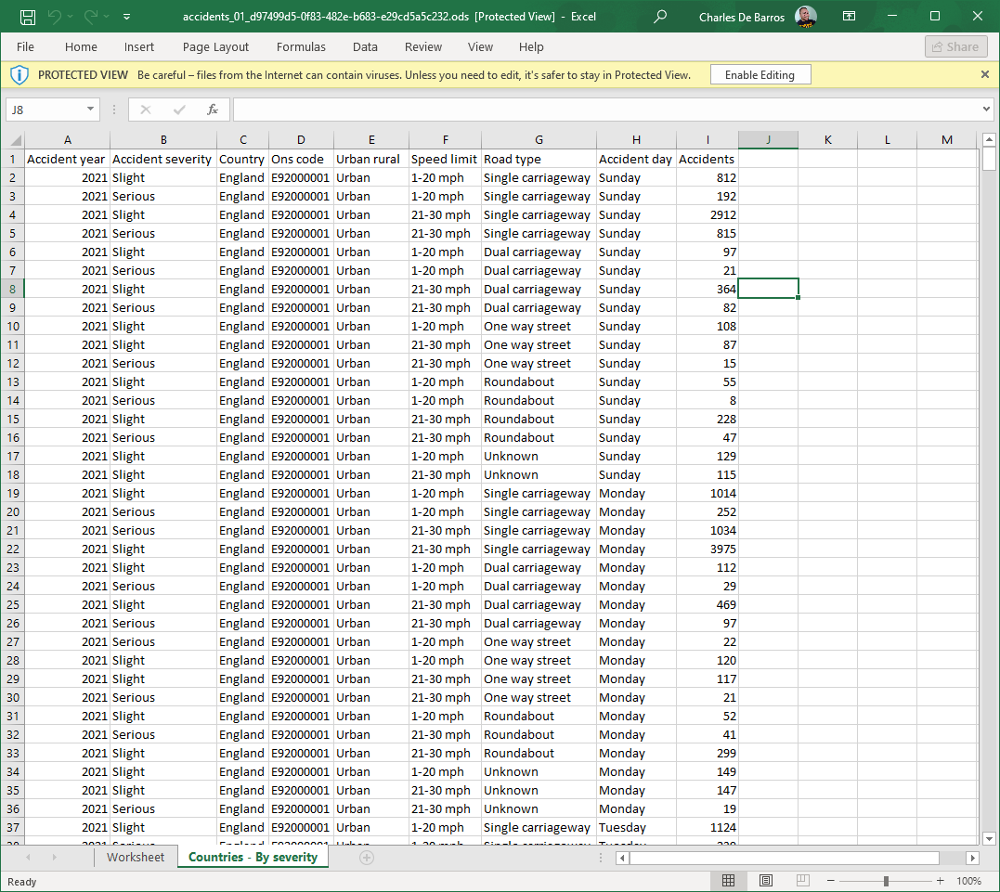 accidents_01_d97499d5-0f83-482e-b683-e29cd5a5c232.ods [Protected View] - Excel Charles De Barros
File Home Insert Page Layout Formulas Data Review View Help Share
PROTECTED VIEW Be careful – files from the Internet can contain viruses. Unless you need to edit, it's safer to stay in Protected View. Enable Editing
J8 fx
A B C D E F G H I J K L M
1 Accident year Accident severity Country Ons code Urban rural Speed limit Road type Accident day Accidents
2 2021 Slight England E92000001 Urban 1-20 mph Single carriageway Sunday 812
3 2021 Serious England E92000001 Urban 1-20 mph Single carriageway Sunday 192
4 2021 Slight England E92000001 Urban 21-30 mph Single carriageway Sunday 2912
5 2021 Serious England E92000001 Urban 21-30 mph Single carriageway Sunday 815
6 2021 Slight England E92000001 Urban 1-20 mph Dual carriageway Sunday 97
7 2021 Serious England E92000001 Urban 1-20 mph Dual carriageway Sunday 21
8 2021 Slight England E92000001 Urban 21-30 mph Dual carriageway Sunday 364
9 2021 Serious England E92000001 Urban 21-30 mph Dual carriageway Sunday 82
10 2021 Slight England E92000001 Urban 1-20 mph One way street Sunday 108
11 2021 Slight England E92000001 Urban 21-30 mph One way street Sunday 87
12 2021 Serious England E92000001 Urban 21-30 mph One way street Sunday 15
13 2021 Slight England E92000001 Urban 1-20 mph Roundabout Sunday 55
14 2021 Serious England E92000001 Urban 1-20 mph Roundabout Sunday 8
15 2021 Slight England E92000001 Urban 21-30 mph Roundabout Sunday 228
16 2021 Serious England E92000001 Urban 21-30 mph Roundabout Sunday 47
17 2021 Slight England E92000001 Urban 1-20 mph Unknown Sunday 129
18 2021 Slight England E92000001 Urban 21-30 mph Unknown Sunday 115
19 2021 Slight England E92000001 Urban 1-20 mph Single carriageway Monday 1014
20 2021 Serious England E92000001 Urban 1-20 mph Single carriageway Monday 252
21 2021 Serious England E92000001 Urban 21-30 mph Single carriageway Monday 1034
22 2021 Slight England E92000001 Urban 21-30 mph Single carriageway Monday 3975
23 2021 Slight England E92000001 Urban 1-20 mph Dual carriageway Monday 112
24 2021 Serious England E92000001 Urban 1-20 mph Dual carriageway Monday 29
25 2021 Slight England E92000001 Urban 21-30 mph Dual carriageway Monday 469
26 2021 Serious England E92000001 Urban 21-30 mph Dual carriageway Monday 97
27 2021 Serious England E92000001 Urban 1-20 mph One way street Monday 22
28 2021 Slight England E92000001 Urban 1-20 mph One way street Monday 120
29 2021 Slight England E92000001 Urban 21-30 mph One way street Monday 117
30 2021 Serious England E92000001 Urban 21-30 mph One way street Monday 21
31 2021 Slight England E92000001 Urban 1-20 mph Roundabout Monday 52
32 2021 Serious England E92000001 Urban 21-30 mph Roundabout Monday 41
33 2021 Slight England E92000001 Urban 21-30 mph Roundabout Monday 299
34 2021 Slight England E92000001 Urban 1-20 mph Unknown Monday 149
35 2021 Slight England E92000001 Urban 21-30 mph Unknown Monday 147
36 2021 Serious England E92000001 Urban 21-30 mph Unknown Monday 19
37 2021 Slight England E92000001 Urban 1-20 mph Single carriageway Tuesday 1124
Worksheet Countries - By severity
Ready 100%